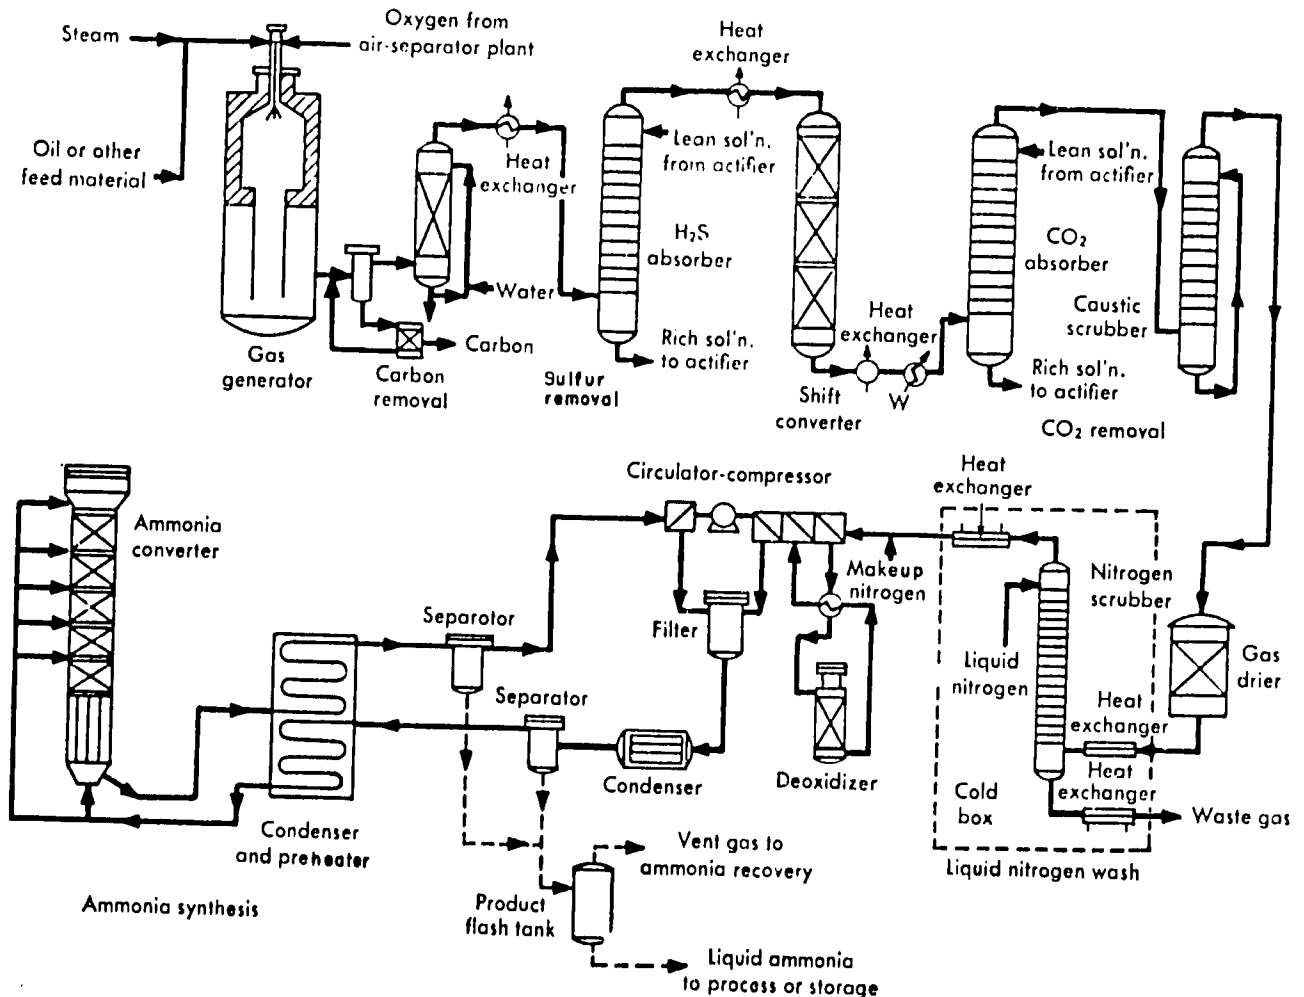 Steam
Oxygen from
air-separator plant
Heat
exchanger
Oil or other
feed material
Heat
exchanger
Lean sol'n.
from actifier
Lean sol'n.
from actifier
H₂S
absorber
CO₂
absorber
Water
Caustic
scrubber
Heat
exchanger
Carbon
Rich sol'n.
to actifier
Rich sol'n.
to actifier
Gas
generator
Carbon
removal
Sulfur
removal
Shift
converter
W
CO₂ removal
Circulator-compressor
Heat
exchanger
Ammonia
converter
Makeup
nitrogen
Nitrogen
scrubber
Separotor
Filter
Liquid
nitrogen
Gas
drier
Separator
Heat
exchanger
Condenser
Deoxidizer
Heat
exchanger
Cold
box
Waste gas
Condenser
and preheater
Vent gas to
ammonia recovery
Liquid nitrogen wash
Ammonia synthesis
Product
flash tank
Liquid ammonia
to process or storage